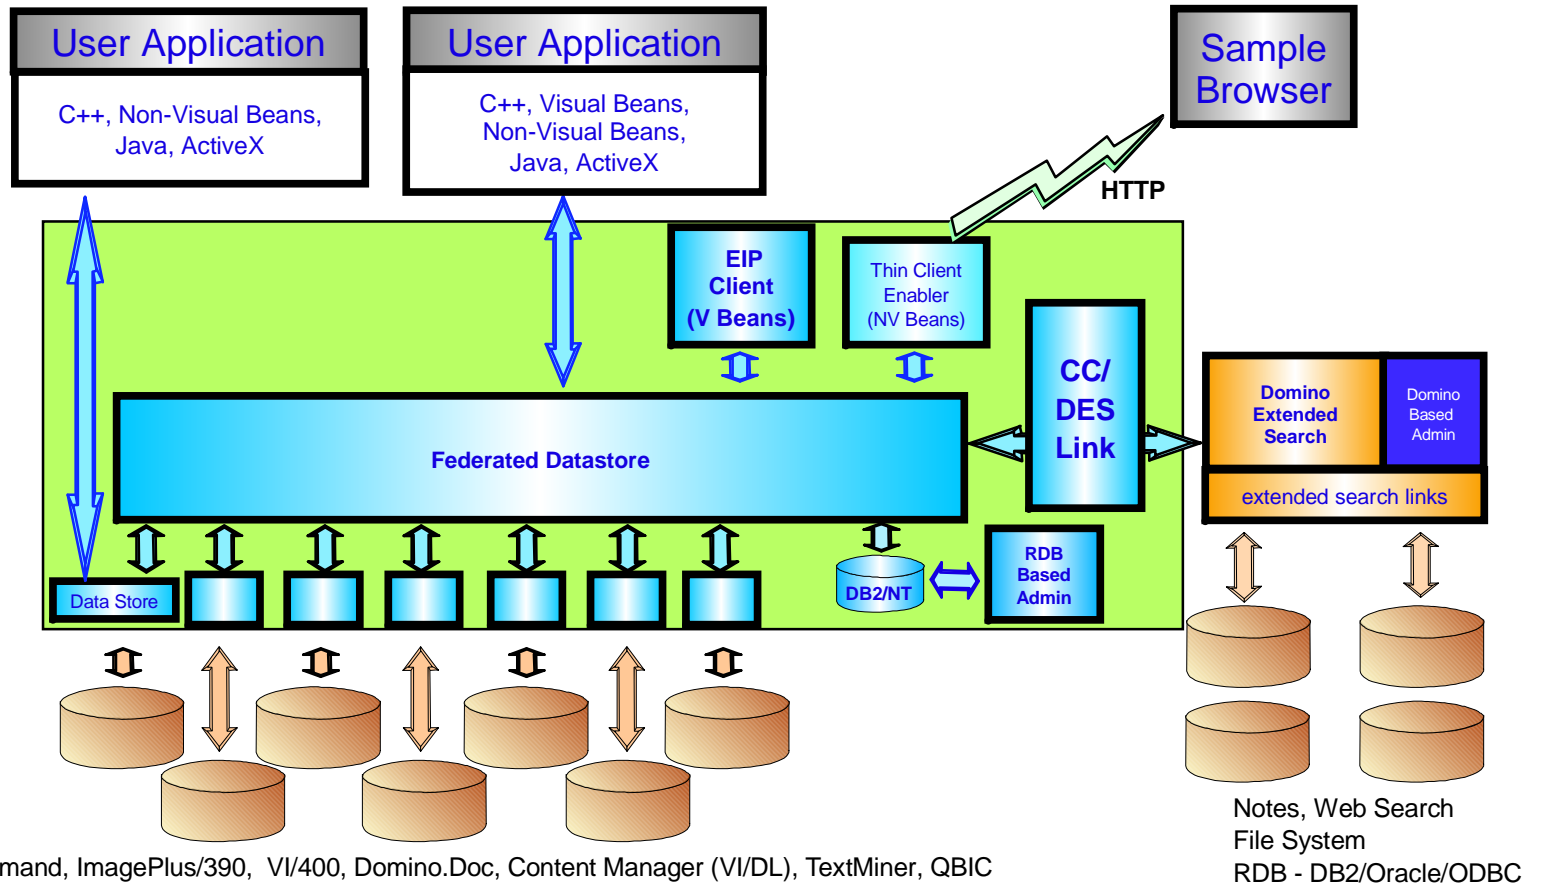 User Application
C++, Non-Visual Beans,
Java, ActiveX
User Application
C++, Visual Beans,
Non-Visual Beans,
Java, ActiveX
Sample
Browser
HTTP
EIP
Client
(V Beans)
Thin Client
Enabler
(NV Beans)
CC/
DES
Link
Federated Datastore
Domino
Extended
Search
Domino
Based
Admin
extended search links
Data Store
DB2/NT
RDB
Based
Admin
mand, ImagePlus/390, VI/400, Domino.Doc, Content Manager (VI/DL), TextMiner, QBIC
Notes, Web Search
File System
RDB - DB2/Oracle/ODBC